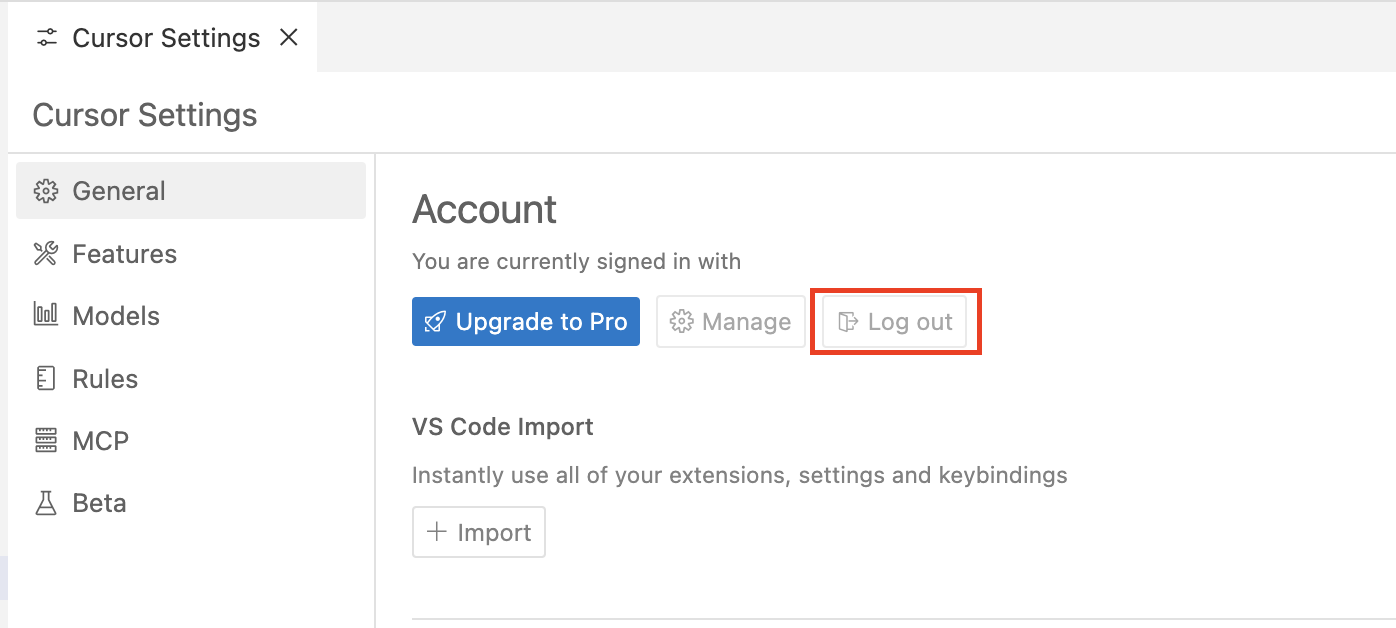 Cursor Settings
Cursor Settings
General
Features
Models
Rules
MCP
Beta
Account
You are currently signed in with
Upgrade to Pro
Manage
Log out
VS Code Import
Instantly use all of your extensions, settings and keybindings
Import